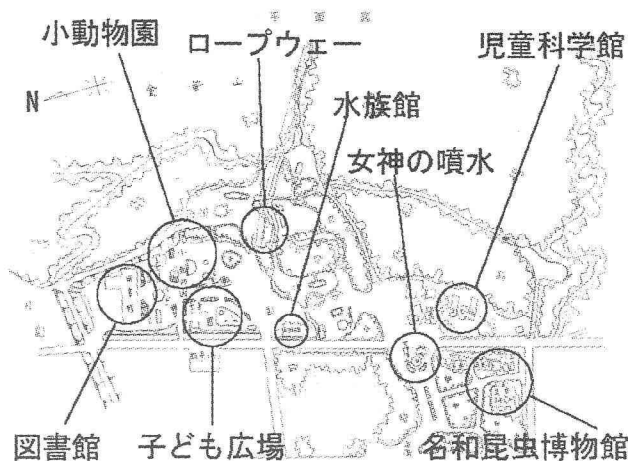 小動物園
ロープウェー
児童科学館
N
水族館
女神の噴水
図書館
子ども広場
名和昆虫博物館